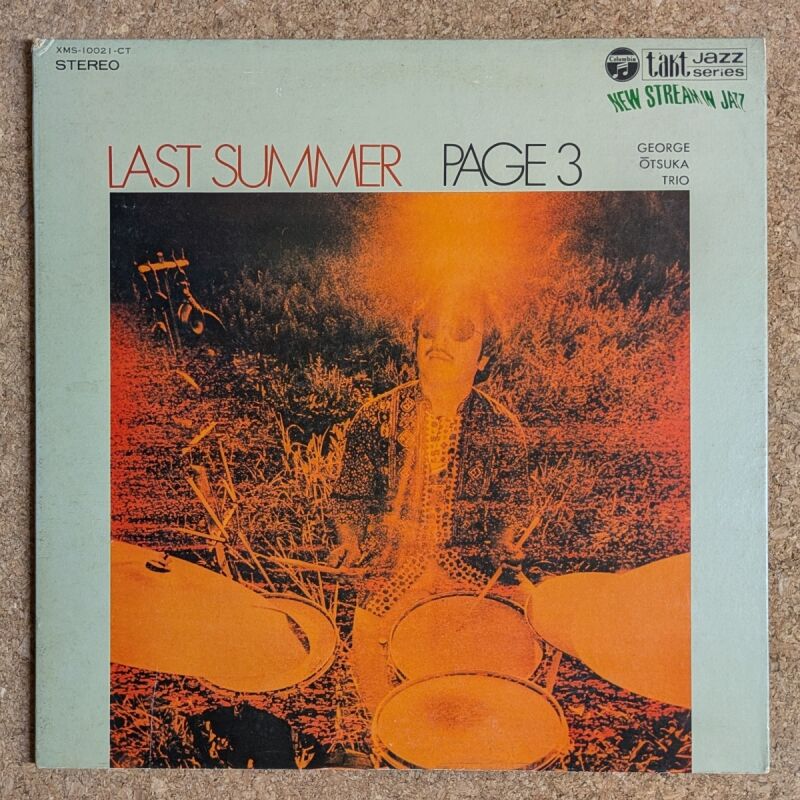 XMS-10021-CT
STEREO
Columbia
takt JAZZ series
NEW STREAM IN JAZZ
LAST SUMMER PAGE 3
GEORGE
ŌTSUKA
TRIO